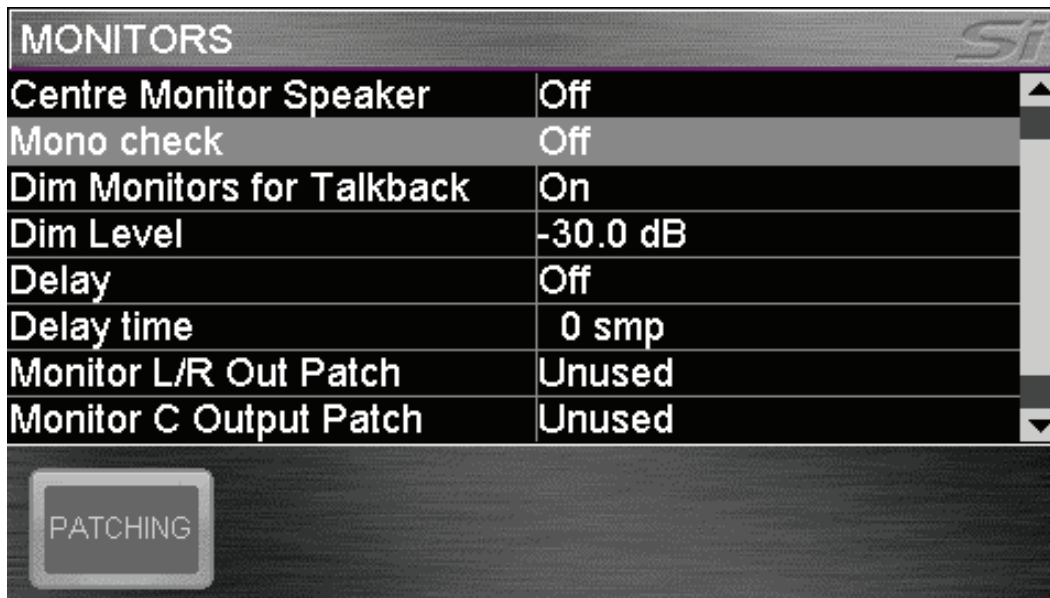 MONITORS
Si
Centre Monitor Speaker Off
Mono check Off
Dim Monitors for Talkback On
Dim Level -30.0 dB
Delay Off
Delay time 0 smp
Monitor L/R Out Patch Unused
Monitor C Output Patch Unused
PATCHING